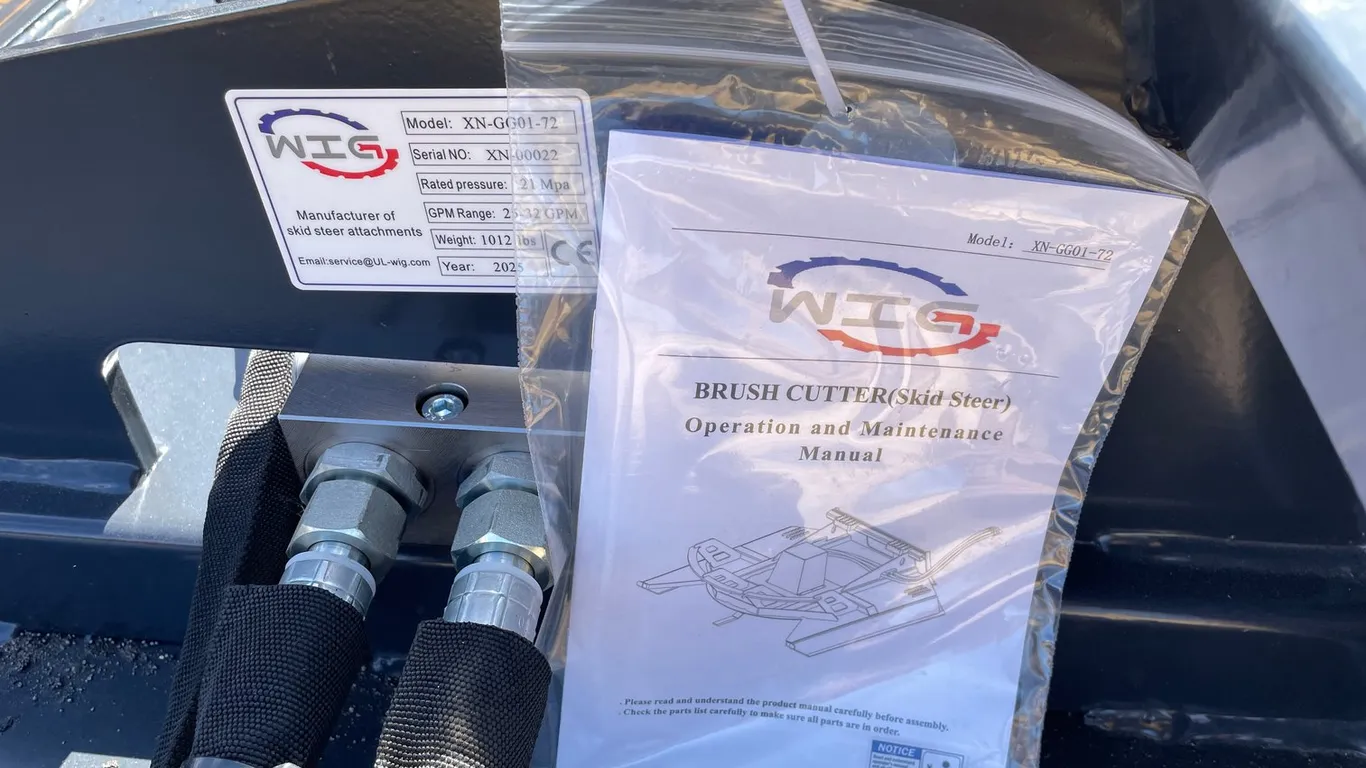 WIG
Model: XN-GG01-72
Serial NO: XN-00022
Rated pressure: 21 Mpa
GPM Range: 25-32 GPM
Weight: 1012 lbs
Year: 2025
CE
Manufacturer of
skid steer attachments
Email:service@UL-wig.com
Model: XN-GG01-72
WIG
BRUSH CUTTER(Skid Steer)
Operation and Maintenance
Manual
. Please read and understand the product manual carefully before assembly.
. Check the parts list carefully to make sure all parts are in order.
NOTICE